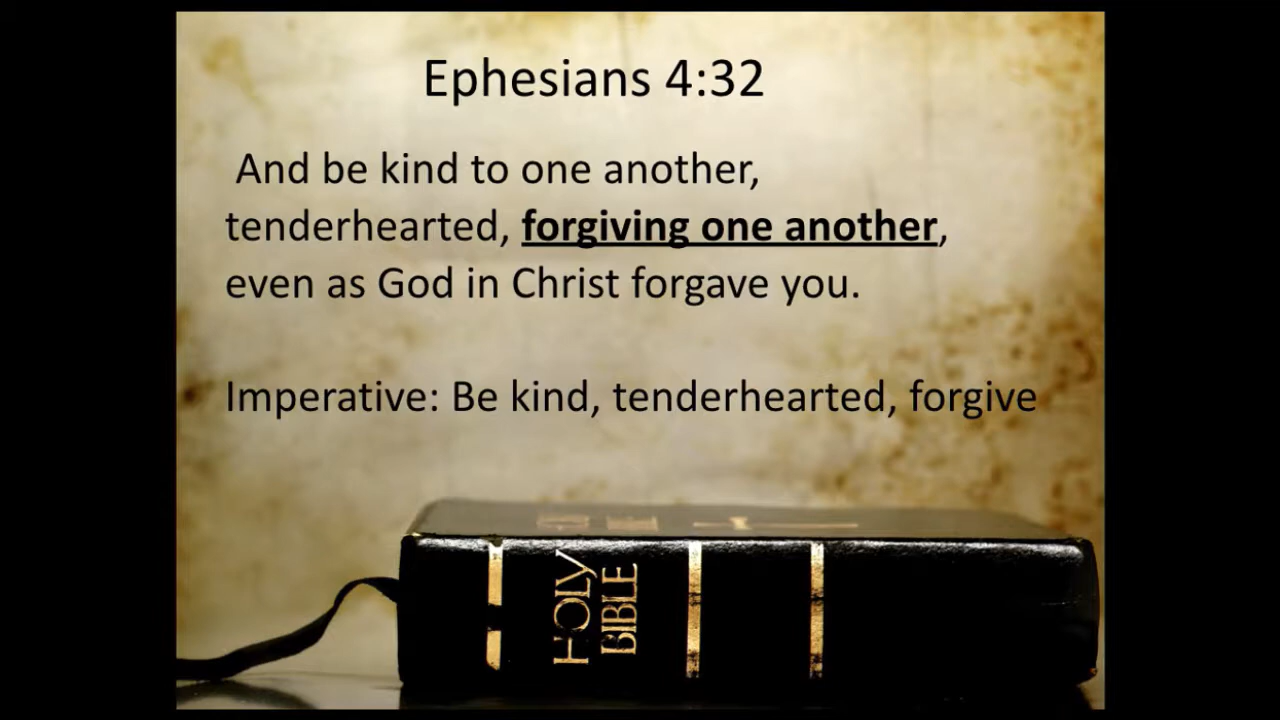 Ephesians 4:32
And be kind to one another,
tenderhearted, forgiving one another,
even as God in Christ forgave you.
Imperative: Be kind, tenderhearted, forgive
HOLY
BIBLE